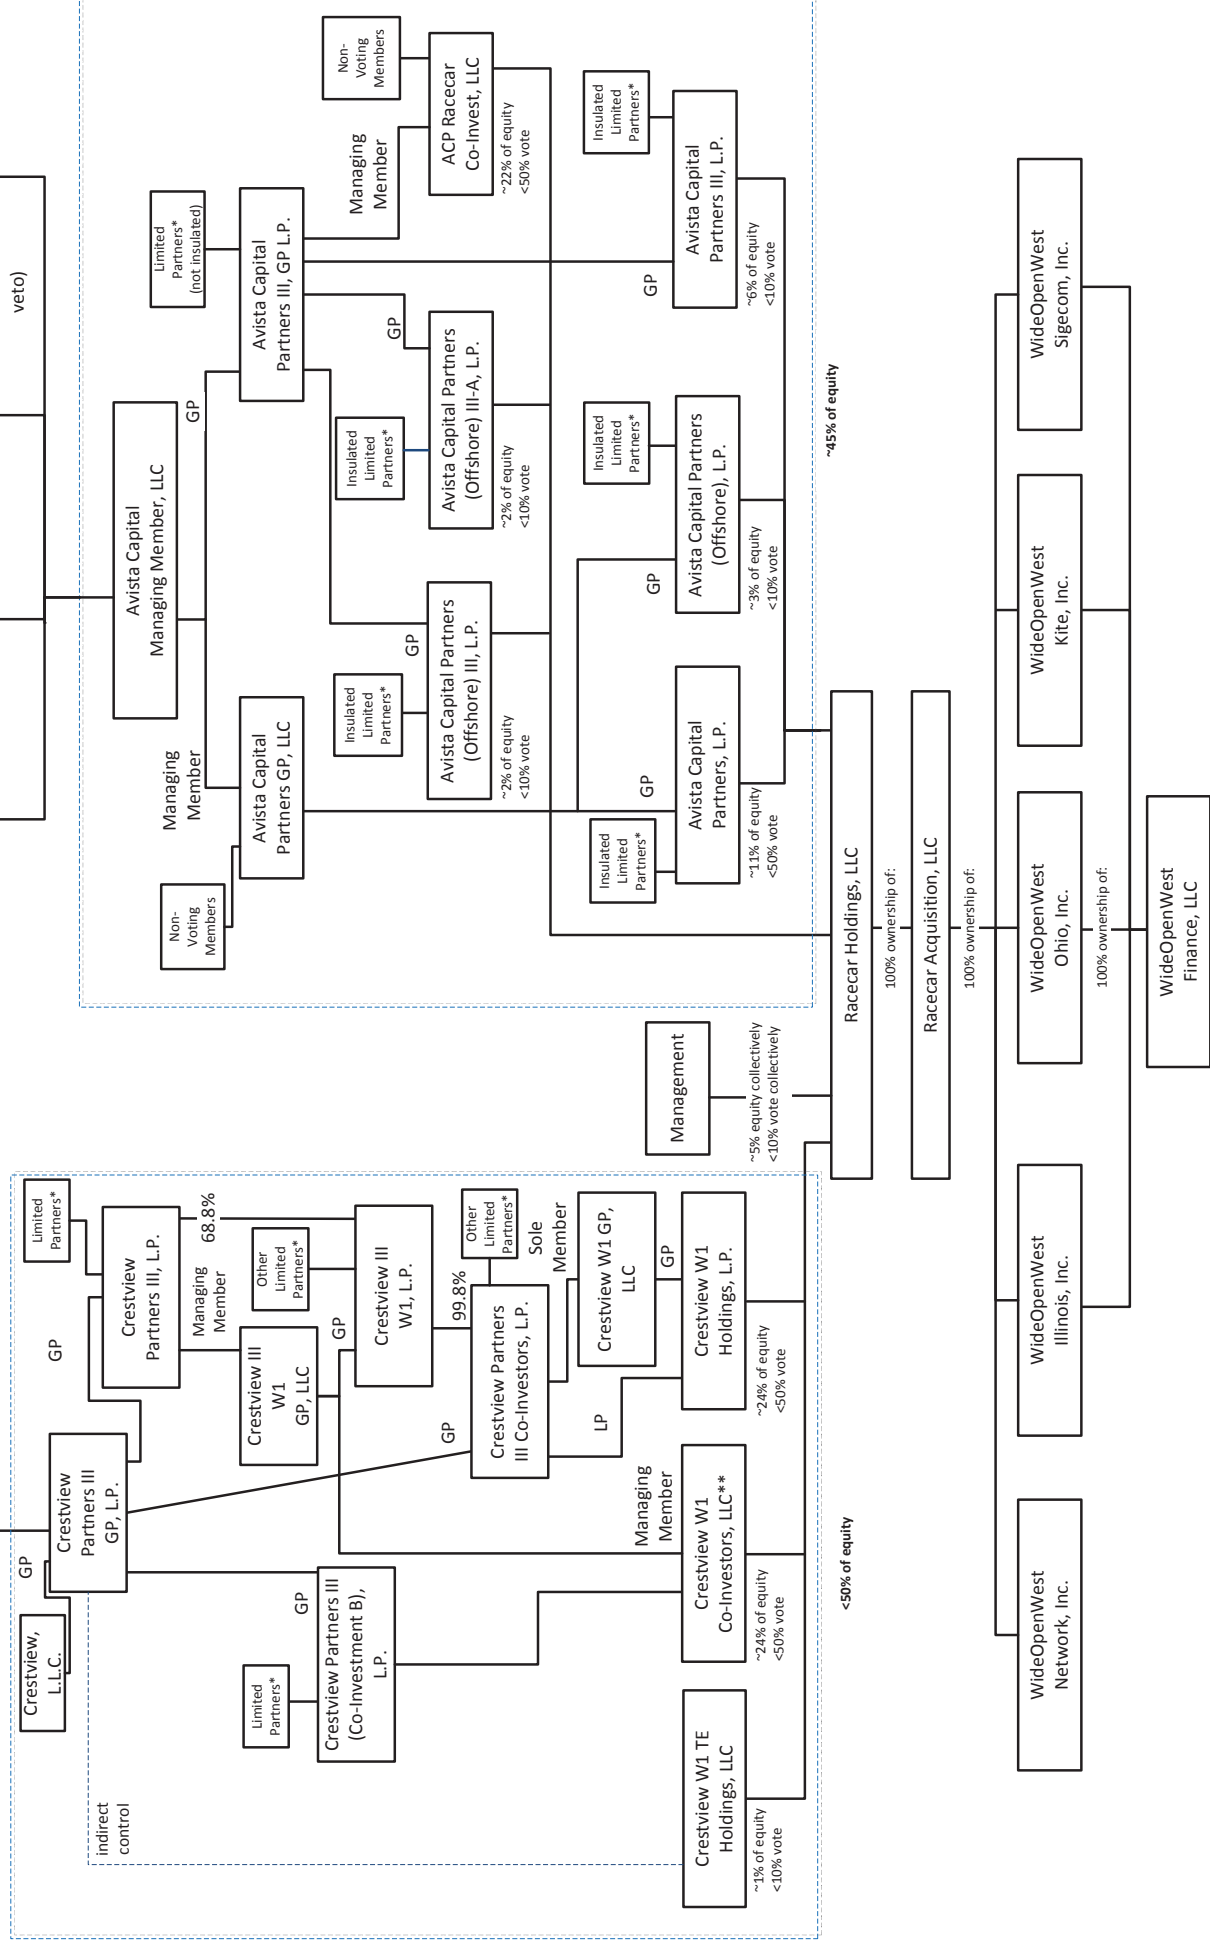 veto)
Crestview,
L.L.C.
GP
Crestview
Partners III
GP, L.P.
GP
Limited
Partners*
Crestview
Partners III, L.P.
68.8%
Managing
Member
Crestview III
W1
GP, LLC
Other
Limited
Partners*
GP
Crestview III
W1, L.P.
indirect
control
Limited
Partners*
GP
Crestview Partners III
(Co-Investment B),
L.P.
GP
99.8%
Other
Limited
Partners*
Crestview Partners
III Co-Investors, L.P.
Sole
Member
Crestview W1 GP,
LLC
LP
GP
Managing
Member
Crestview W1 TE
Holdings, LLC
~1% of equity
<10% vote
Crestview W1
Co-Investors, LLC**
~24% of equity
<50% vote
Crestview W1
Holdings, L.P.
~24% of equity
<50% vote
<50% of equity
Management
~5% equity collectively
<10% vote collectively
Avista Capital
Managing Member, LLC
Managing
Member
GP
Non-
Voting
Members
Avista Capital
Partners GP, LLC
Limited
Partners*
(not insulated)
Avista Capital
Partners III, GP L.P.
Managing
Member
Non-
Voting
Members
Insulated
Limited
Partners*
GP
Avista Capital Partners
(Offshore) III, L.P.
~2% of equity
<10% vote
Insulated
Limited
Partners*
GP
Avista Capital Partners
(Offshore) III-A, L.P.
~2% of equity
<10% vote
ACP Racecar
Co-Invest, LLC
~22% of equity
<50% vote
Insulated
Limited
Partners*
GP
Avista Capital
Partners, L.P.
~11% of equity
<50% vote
GP
Insulated
Limited
Partners*
Avista Capital Partners
(Offshore), L.P.
~3% of equity
<10% vote
GP
Insulated
Limited
Partners*
Avista Capital
Partners III, L.P.
~6% of equity
<10% vote
~45% of equity
Racecar Holdings, LLC
100% ownership of:
Racecar Acquisition, LLC
100% ownership of:
WideOpenWest
Network, Inc.
WideOpenWest
Illinois, Inc.
WideOpenWest
Ohio, Inc.
WideOpenWest
Kite, Inc.
WideOpenWest
Sigecom, Inc.
100% ownership of:
WideOpenWest
Finance, LLC